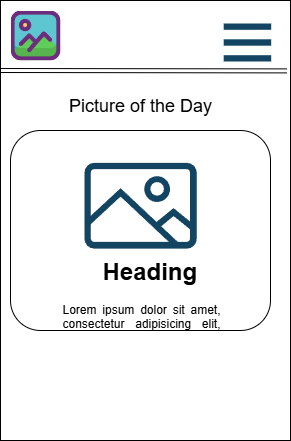 Picture of the Day
Heading
Lorem ipsum dolor sit amet,
consectetur adipisicing elit,